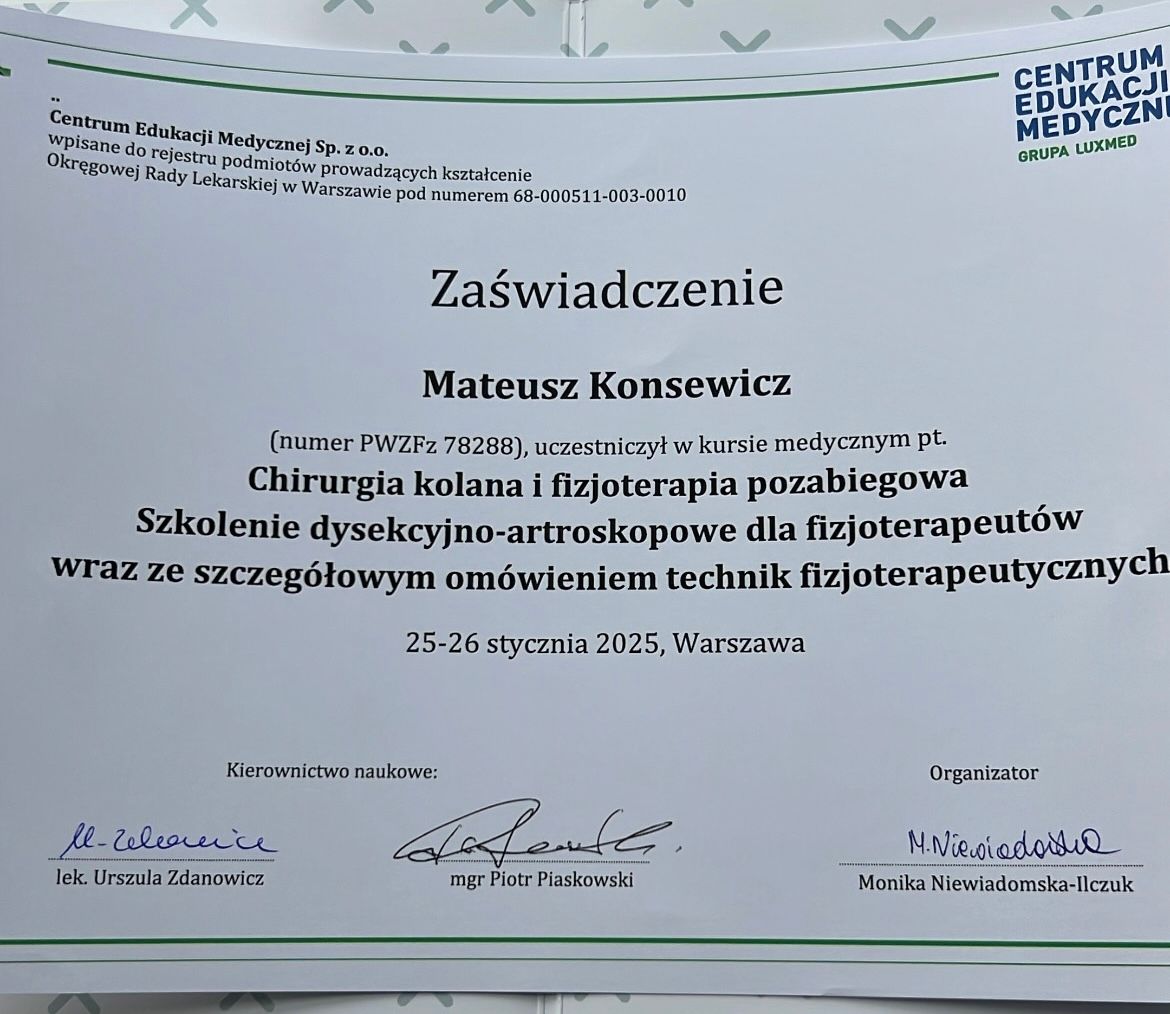 Centrum Edukacji Medycznej Sp. z o.o.
wpisane do rejestru podmiotów prowadzących kształcenie
Okręgowej Rady Lekarskiej w Warszawie pod numerem 68-000511-003-0010
CENTRUM
EDUKACJI
MEDYCZN
GRUPA LUXMED
Zaświadczenie
Mateusz Konsewicz
(numer PWZFz 78288), uczestniczył w kursie medycznym pt.
Chirurgia kolana i fizjoterapia pozabiegowa
Szkolenie dysekcyjno-artroskopowe dla fizjoterapeutów
wraz ze szczegółowym omówieniem technik fizjoterapeutycznych
25-26 stycznia 2025, Warszawa
Kierownictwo naukowe:
Organizator
M.Niewiadomska
lek. Urszula Zdanowicz
mgr Piotr Piaskowski
Monika Niewiadomska-Ilczuk